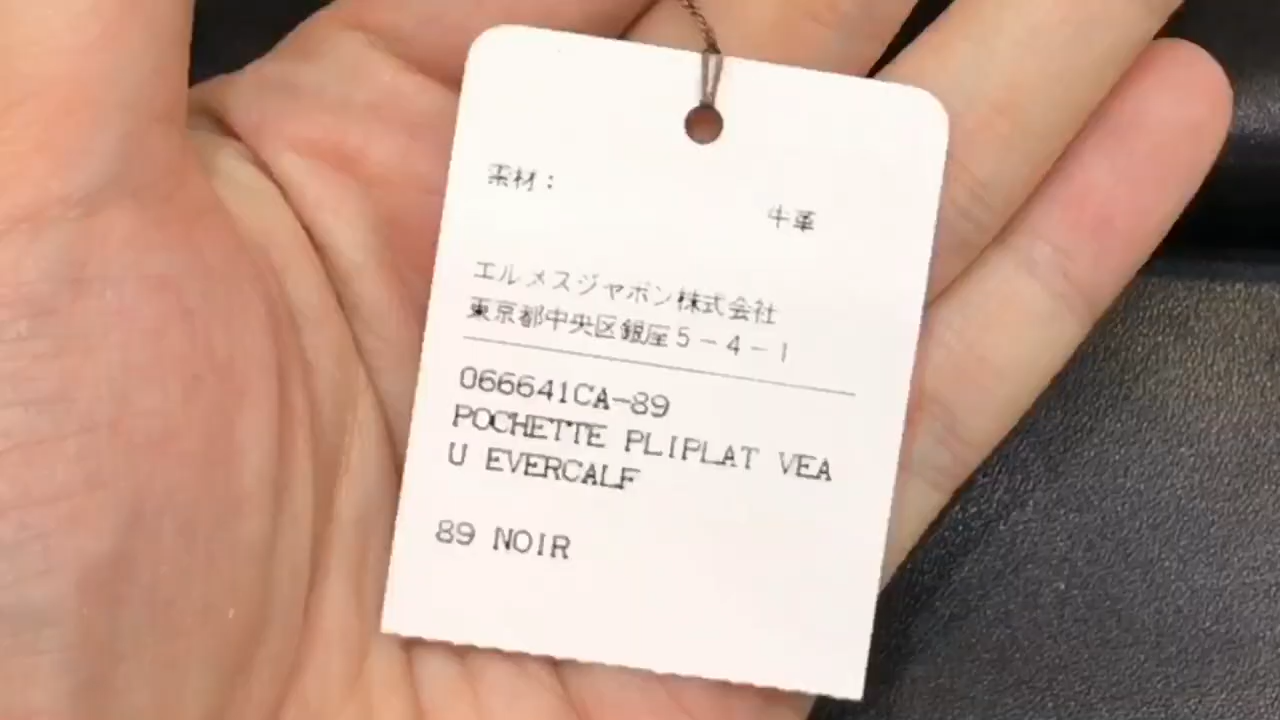 素材：
牛革
エルメスジャポン株式会社
東京都中央区銀座５－４－１
066641CA-89
POCHETTE PLIPLAT VEA
U EVERCALF
89 NOIR